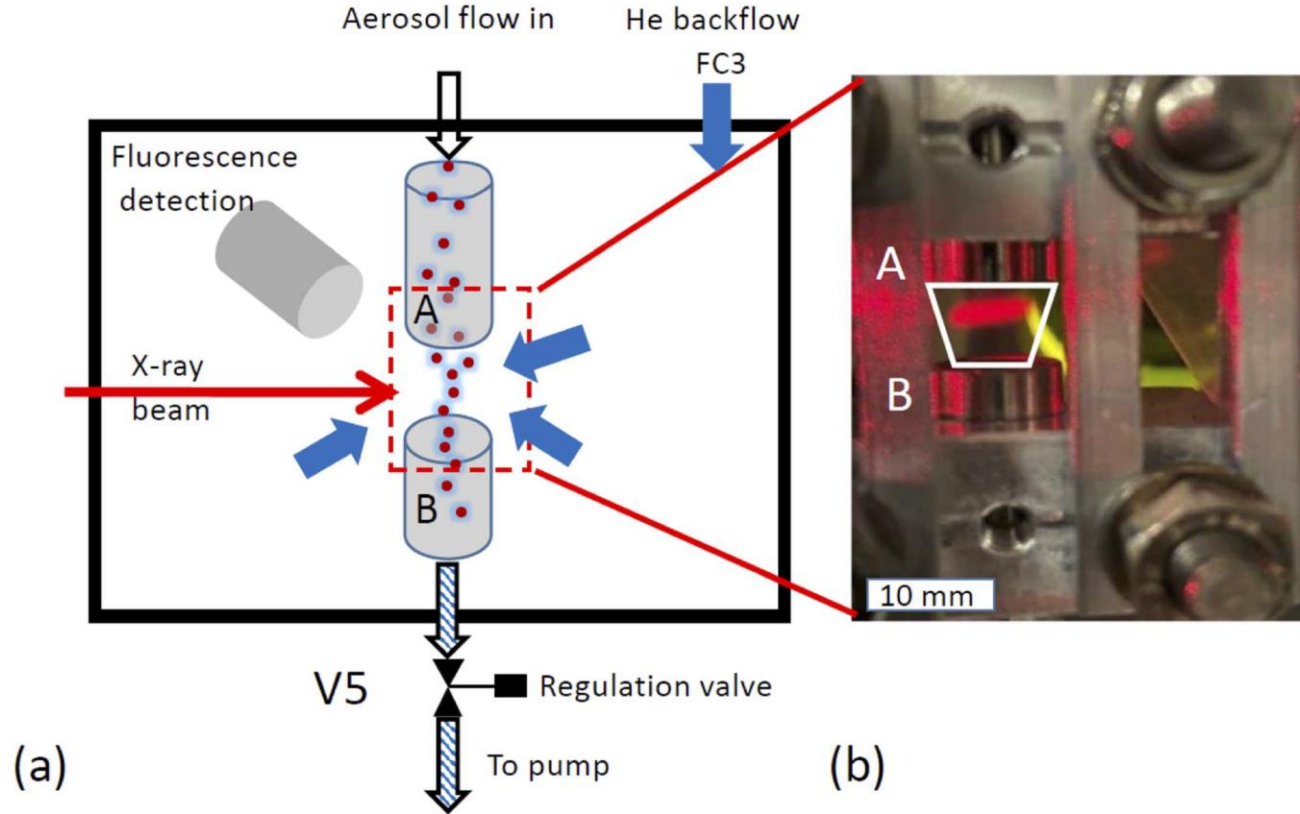 Aerosol flow in
He backflow
FC3
Fluorescence
detection
A
X-ray
beam
B
V5
Regulation valve
To pump
(a)
A
B
10 mm
(b)